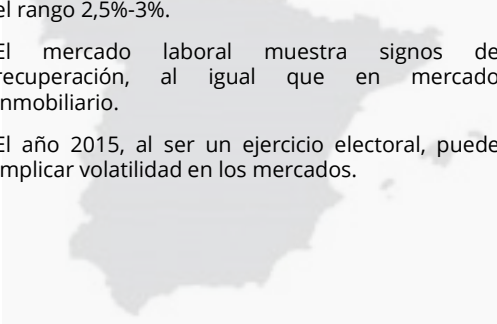 el rango 2,5%-3%.
El mercado laboral muestra signos de
recuperación, al igual que en mercado
inmobiliario.
El año 2015, al ser un ejercicio electoral, puede
implicar volatilidad en los mercados.